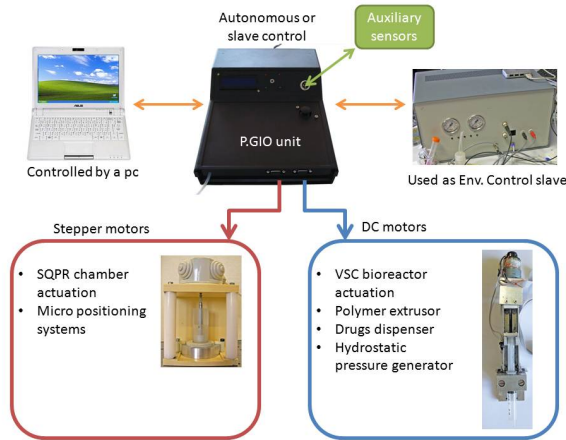 Autonomous or
slave control
Auxiliary
sensors
P.GIO unit
Controlled by a pc
Used as Env. Control slave
Stepper motors
• SQPR chamber
actuation
• Micro positioning
systems
DC motors
• VSC bioreactor
actuation
• Polymer extrusor
• Drugs dispenser
• Hydrostatic
pressure generator